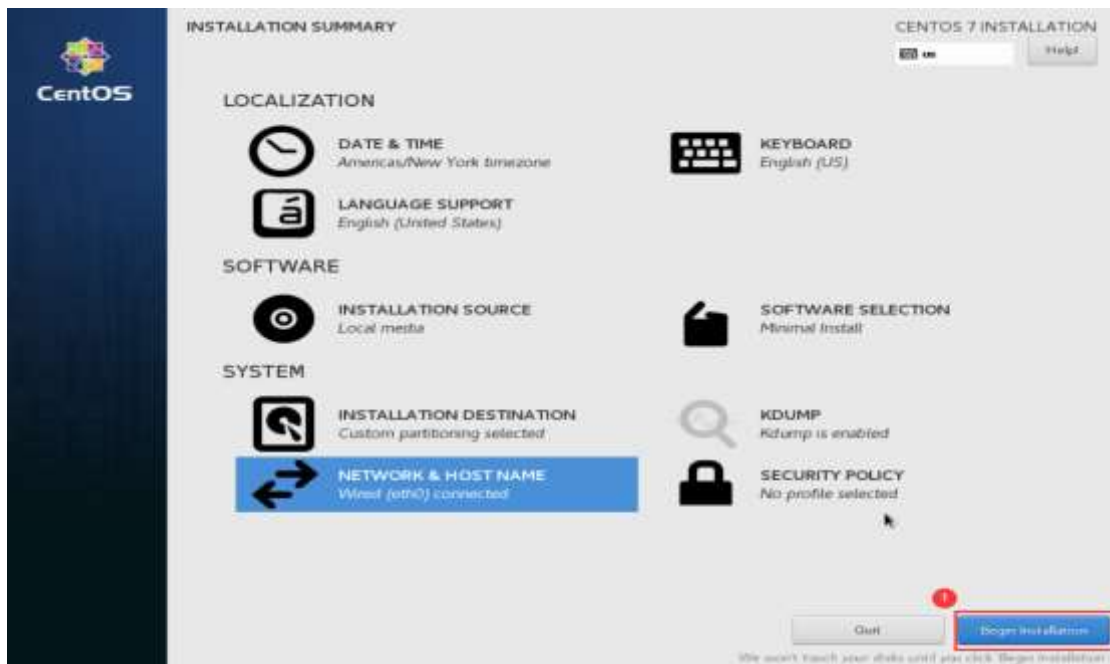 INSTALLATION SUMMARY
CENTOS 7 INSTALLATION
us
Help!
CentOS
LOCALIZATION
DATE & TIME
Americas/New York timezone
KEYBOARD
English (US)
LANGUAGE SUPPORT
English (United States)
SOFTWARE
INSTALLATION SOURCE
Local media
SOFTWARE SELECTION
Minimal Install
SYSTEM
INSTALLATION DESTINATION
Custom partitioning selected
KDUMP
Kdump is enabled
NETWORK & HOST NAME
Wired (eth0) connected
SECURITY POLICY
No profile selected
1
Quit
Begin Installation
We won't touch your disks until you click 'Begin Installation'